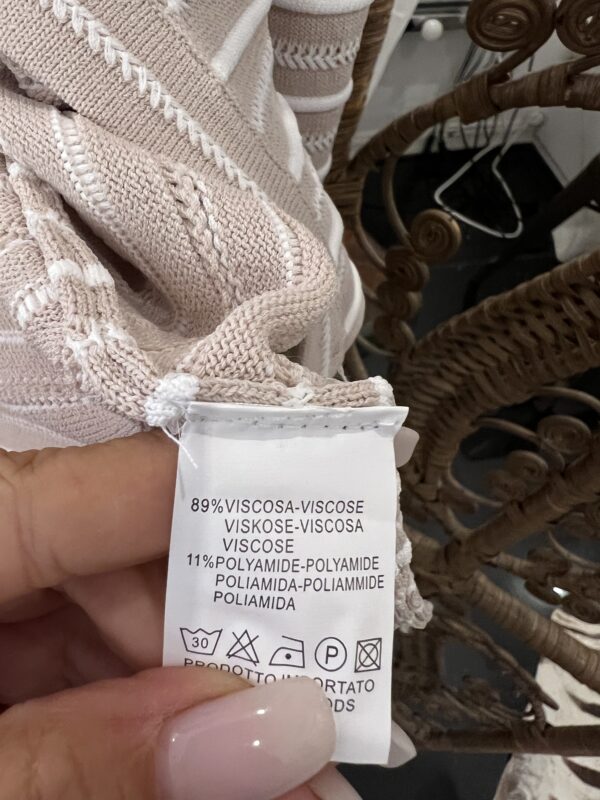 89%VISCOSA-VISCOSE
VISKOSE-VISCOSA
VISCOSE
11%POLYAMIDE-POLYAMIDE
POLIAMIDA-POLIAMMIDE
POLIAMIDA
30 P
PRODOTTO